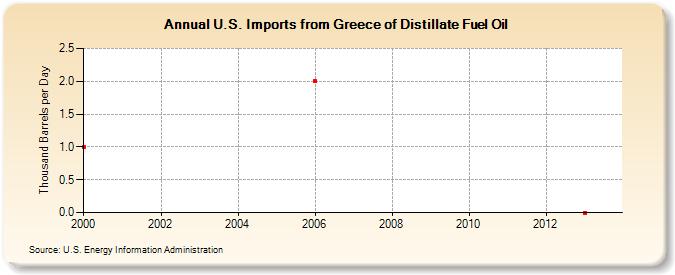 Annual U.S. Imports from Greece of Distillate Fuel Oil
Thousand Barrels per Day
2.5
2.0
1.5
1.0
0.5
0.0
2000 2002 2004 2006 2008 2010 2012
Source: U.S. Energy Information Administration